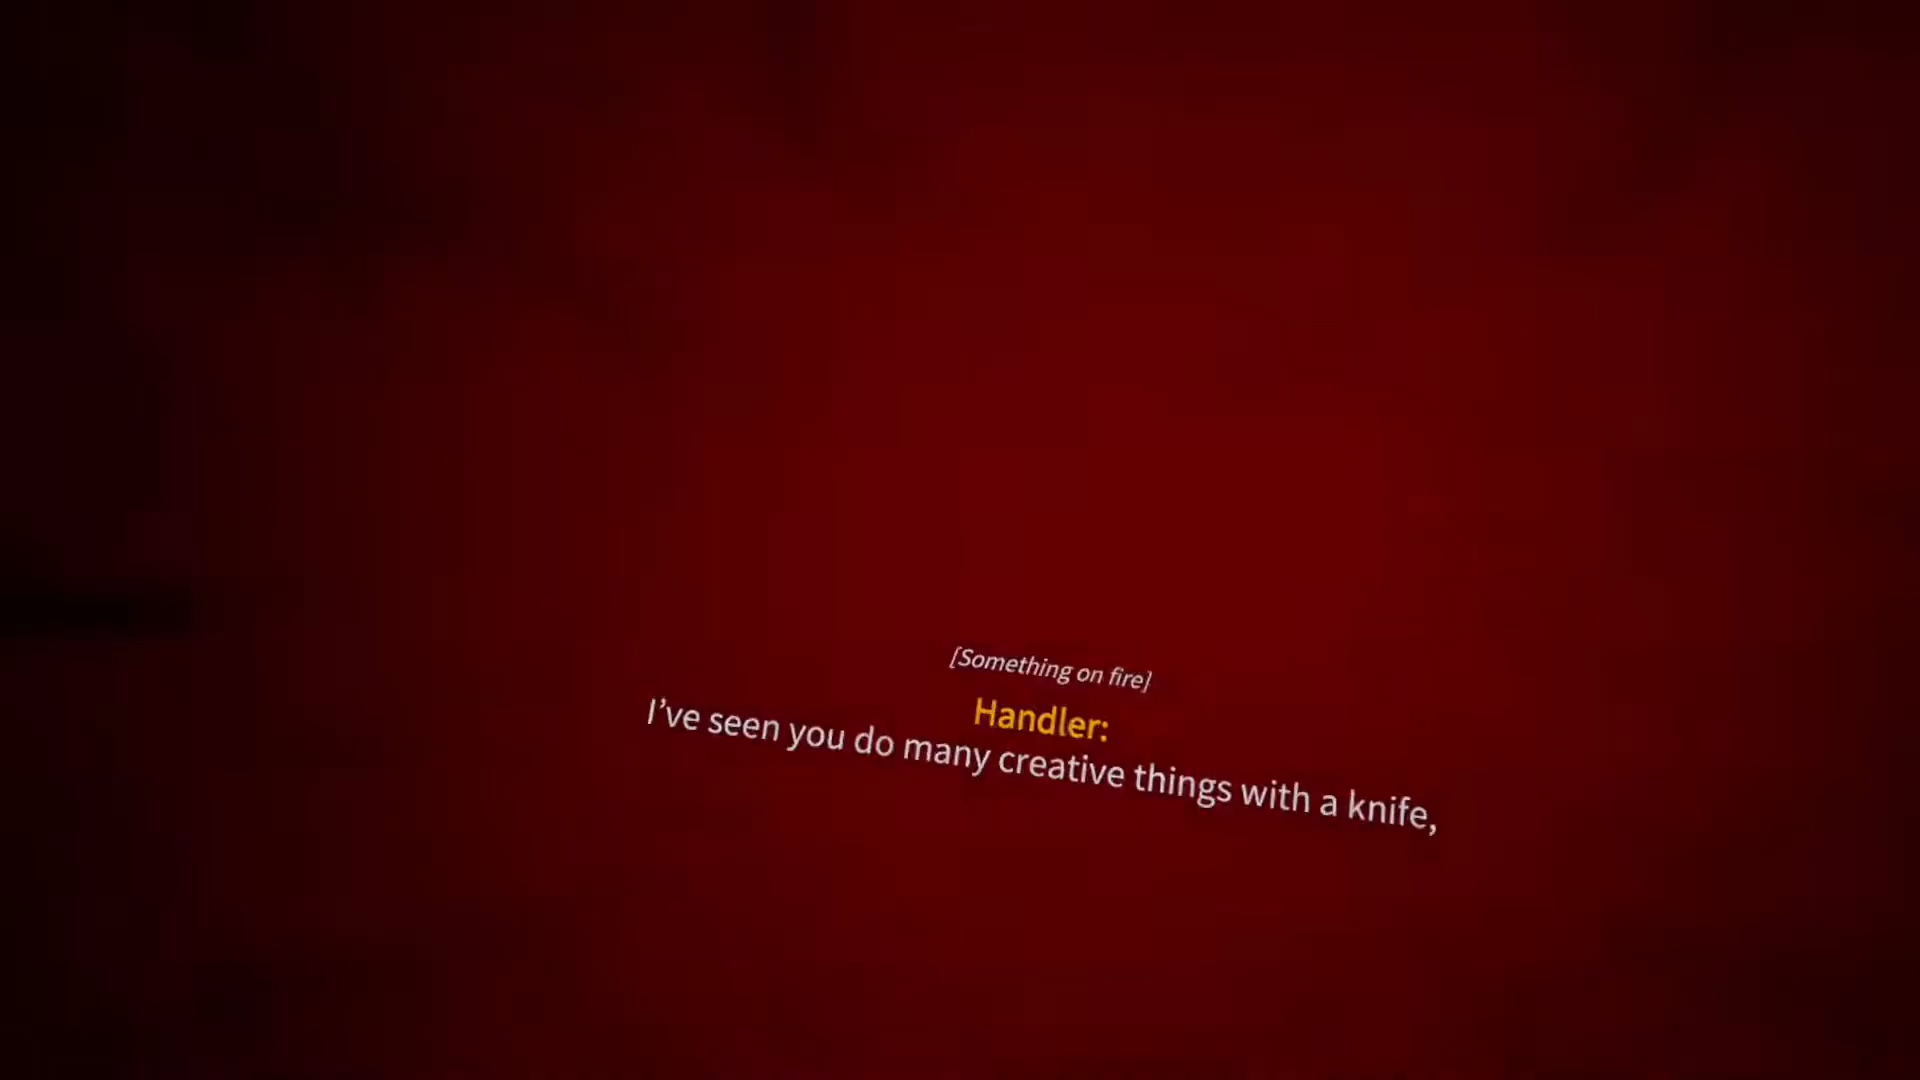 [Something on fire]
Handler:
I’ve seen you do many creative things with a knife,